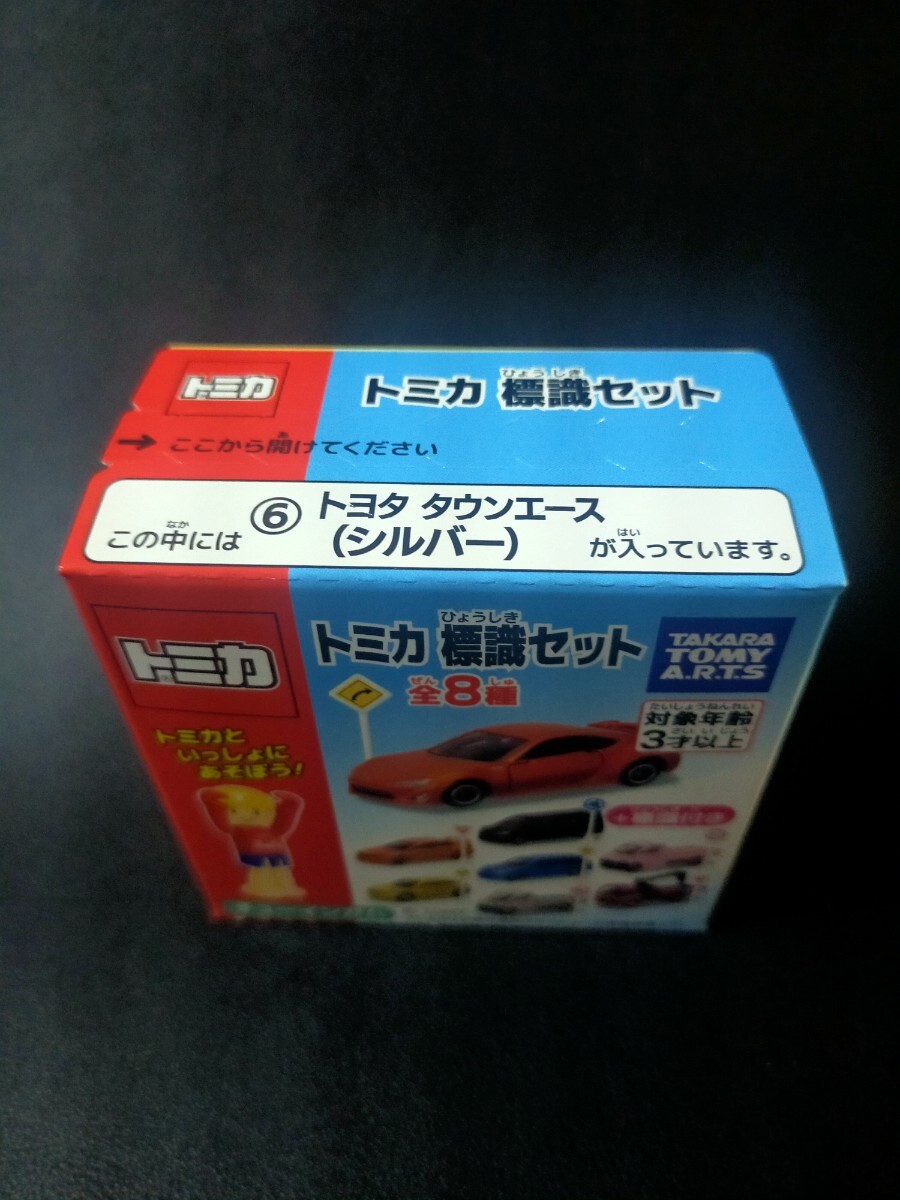 トミカ
トミカ 標識セット
ひょうしき
→ ここから開けてください
あ
この中には ⑥ トヨタ タウンエース (シルバー) が入っています。
なか
はい
トミカ
トミカ 標識セット
ひょうしき
全8種
ぜん しゅ
TAKARA
TOMY
A.R.T.S
対象年齢
たいしょうねんれい
3才以上
さい いじょう
トミカと
いっしょに
あそぼう!
+標識付き